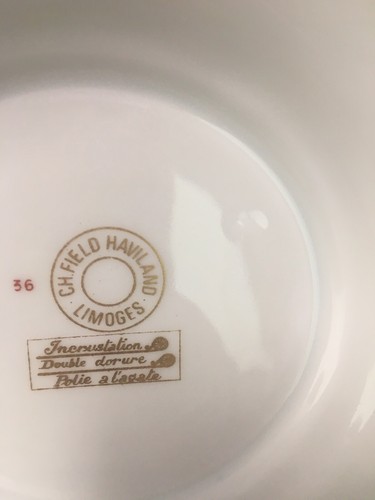 36
CH. FIELD HAVILAND
LIMOGES
Incrustation
Double dorure
Polie a l'agate